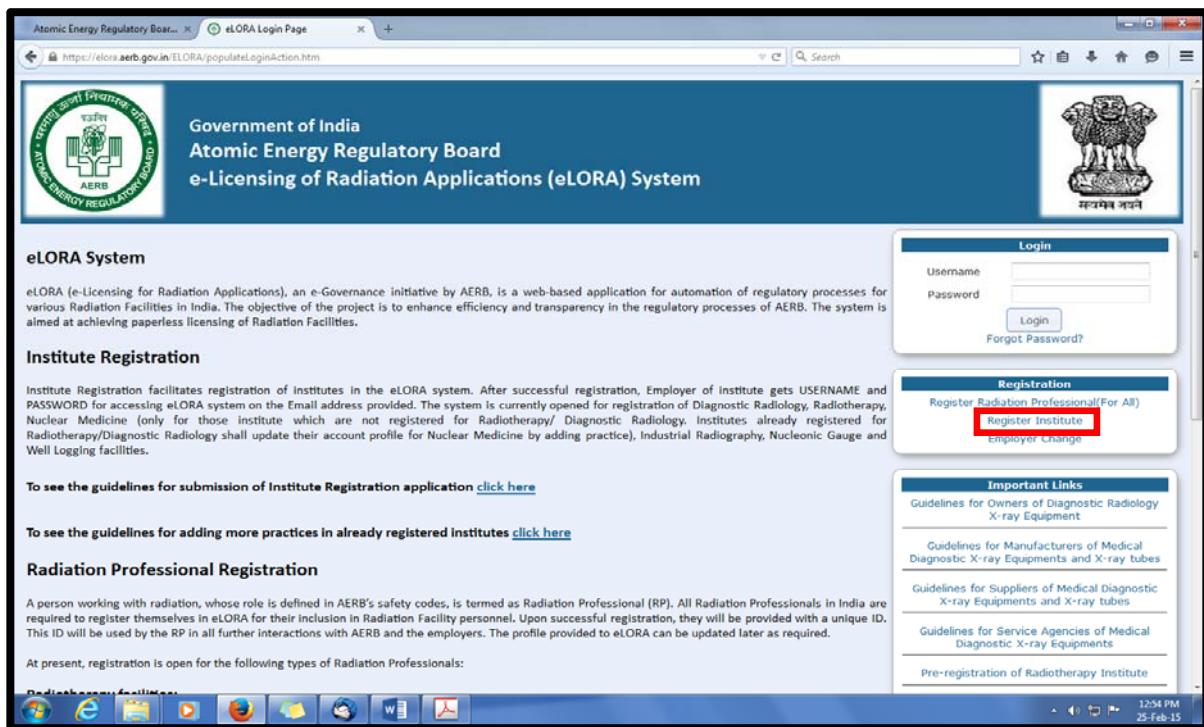 Atomic Energy Regulatory Boar...
eLORA Login Page
https://elora.aerb.gov.in/ELORA/populateLoginAction.htm
Search
परमाणु ऊर्जा नियामक परिषद
पऊनिप
AERB
ATOMIC ENERGY REGULATORY BOARD
Government of India
Atomic Energy Regulatory Board
e-Licensing of Radiation Applications (eLORA) System
सत्यमेव जयते
eLORA System
eLORA (e-Licensing for Radiation Applications), an e-Governance initiative by AERB, is a web-based application for automation of regulatory processes for
various Radiation Facilities in India. The objective of the project is to enhance efficiency and transparency in the regulatory processes of AERB. The system is
aimed at achieving paperless licensing of Radiation Facilities.
Institute Registration
Institute Registration facilitates registration of institutes in the eLORA system. After successful registration, Employer of institute gets USERNAME and
PASSWORD for accessing eLORA system on the Email address provided. The system is currently opened for registration of Diagnostic Radiology, Radiotherapy,
Nuclear Medicine (only for those institute which are not registered for Radiotherapy/ Diagnostic Radiology. Institutes already registered for
Radiotherapy/Diagnostic Radiology shall update their account profile for Nuclear Medicine by adding practice), Industrial Radiography, Nucleonic Gauge and
Well Logging facilities.
To see the guidelines for submission of Institute Registration application click here
To see the guidelines for adding more practices in already registered institutes click here
Radiation Professional Registration
A person working with radiation, whose role is defined in AERB's safety codes, is termed as Radiation Professional (RP). All Radiation Professionals in India are
required to register themselves in eLORA for their inclusion in Radiation Facility personnel. Upon successful registration, they will be provided with a unique ID.
This ID will be used by the RP in all further interactions with AERB and the employers. The profile provided to eLORA can be updated later as required.
At present, registration is open for the following types of Radiation Professionals:
Radiotherapy facilities:
Login
Username
Password
Login
Forgot Password?
Registration
Register Radiation Professional(For All)
Register Institute
Employer Change
Important Links
Guidelines for Owners of Diagnostic Radiology
X-ray Equipment
Guidelines for Manufacturers of Medical
Diagnostic X-ray Equipments and X-ray tubes
Guidelines for Suppliers of Medical Diagnostic
X-ray Equipments and X-ray tubes
Guidelines for Service Agencies of Medical
Diagnostic X-ray Equipments
Pre-registration of Radiotherapy Institute
12:54 PM
25-Feb-15